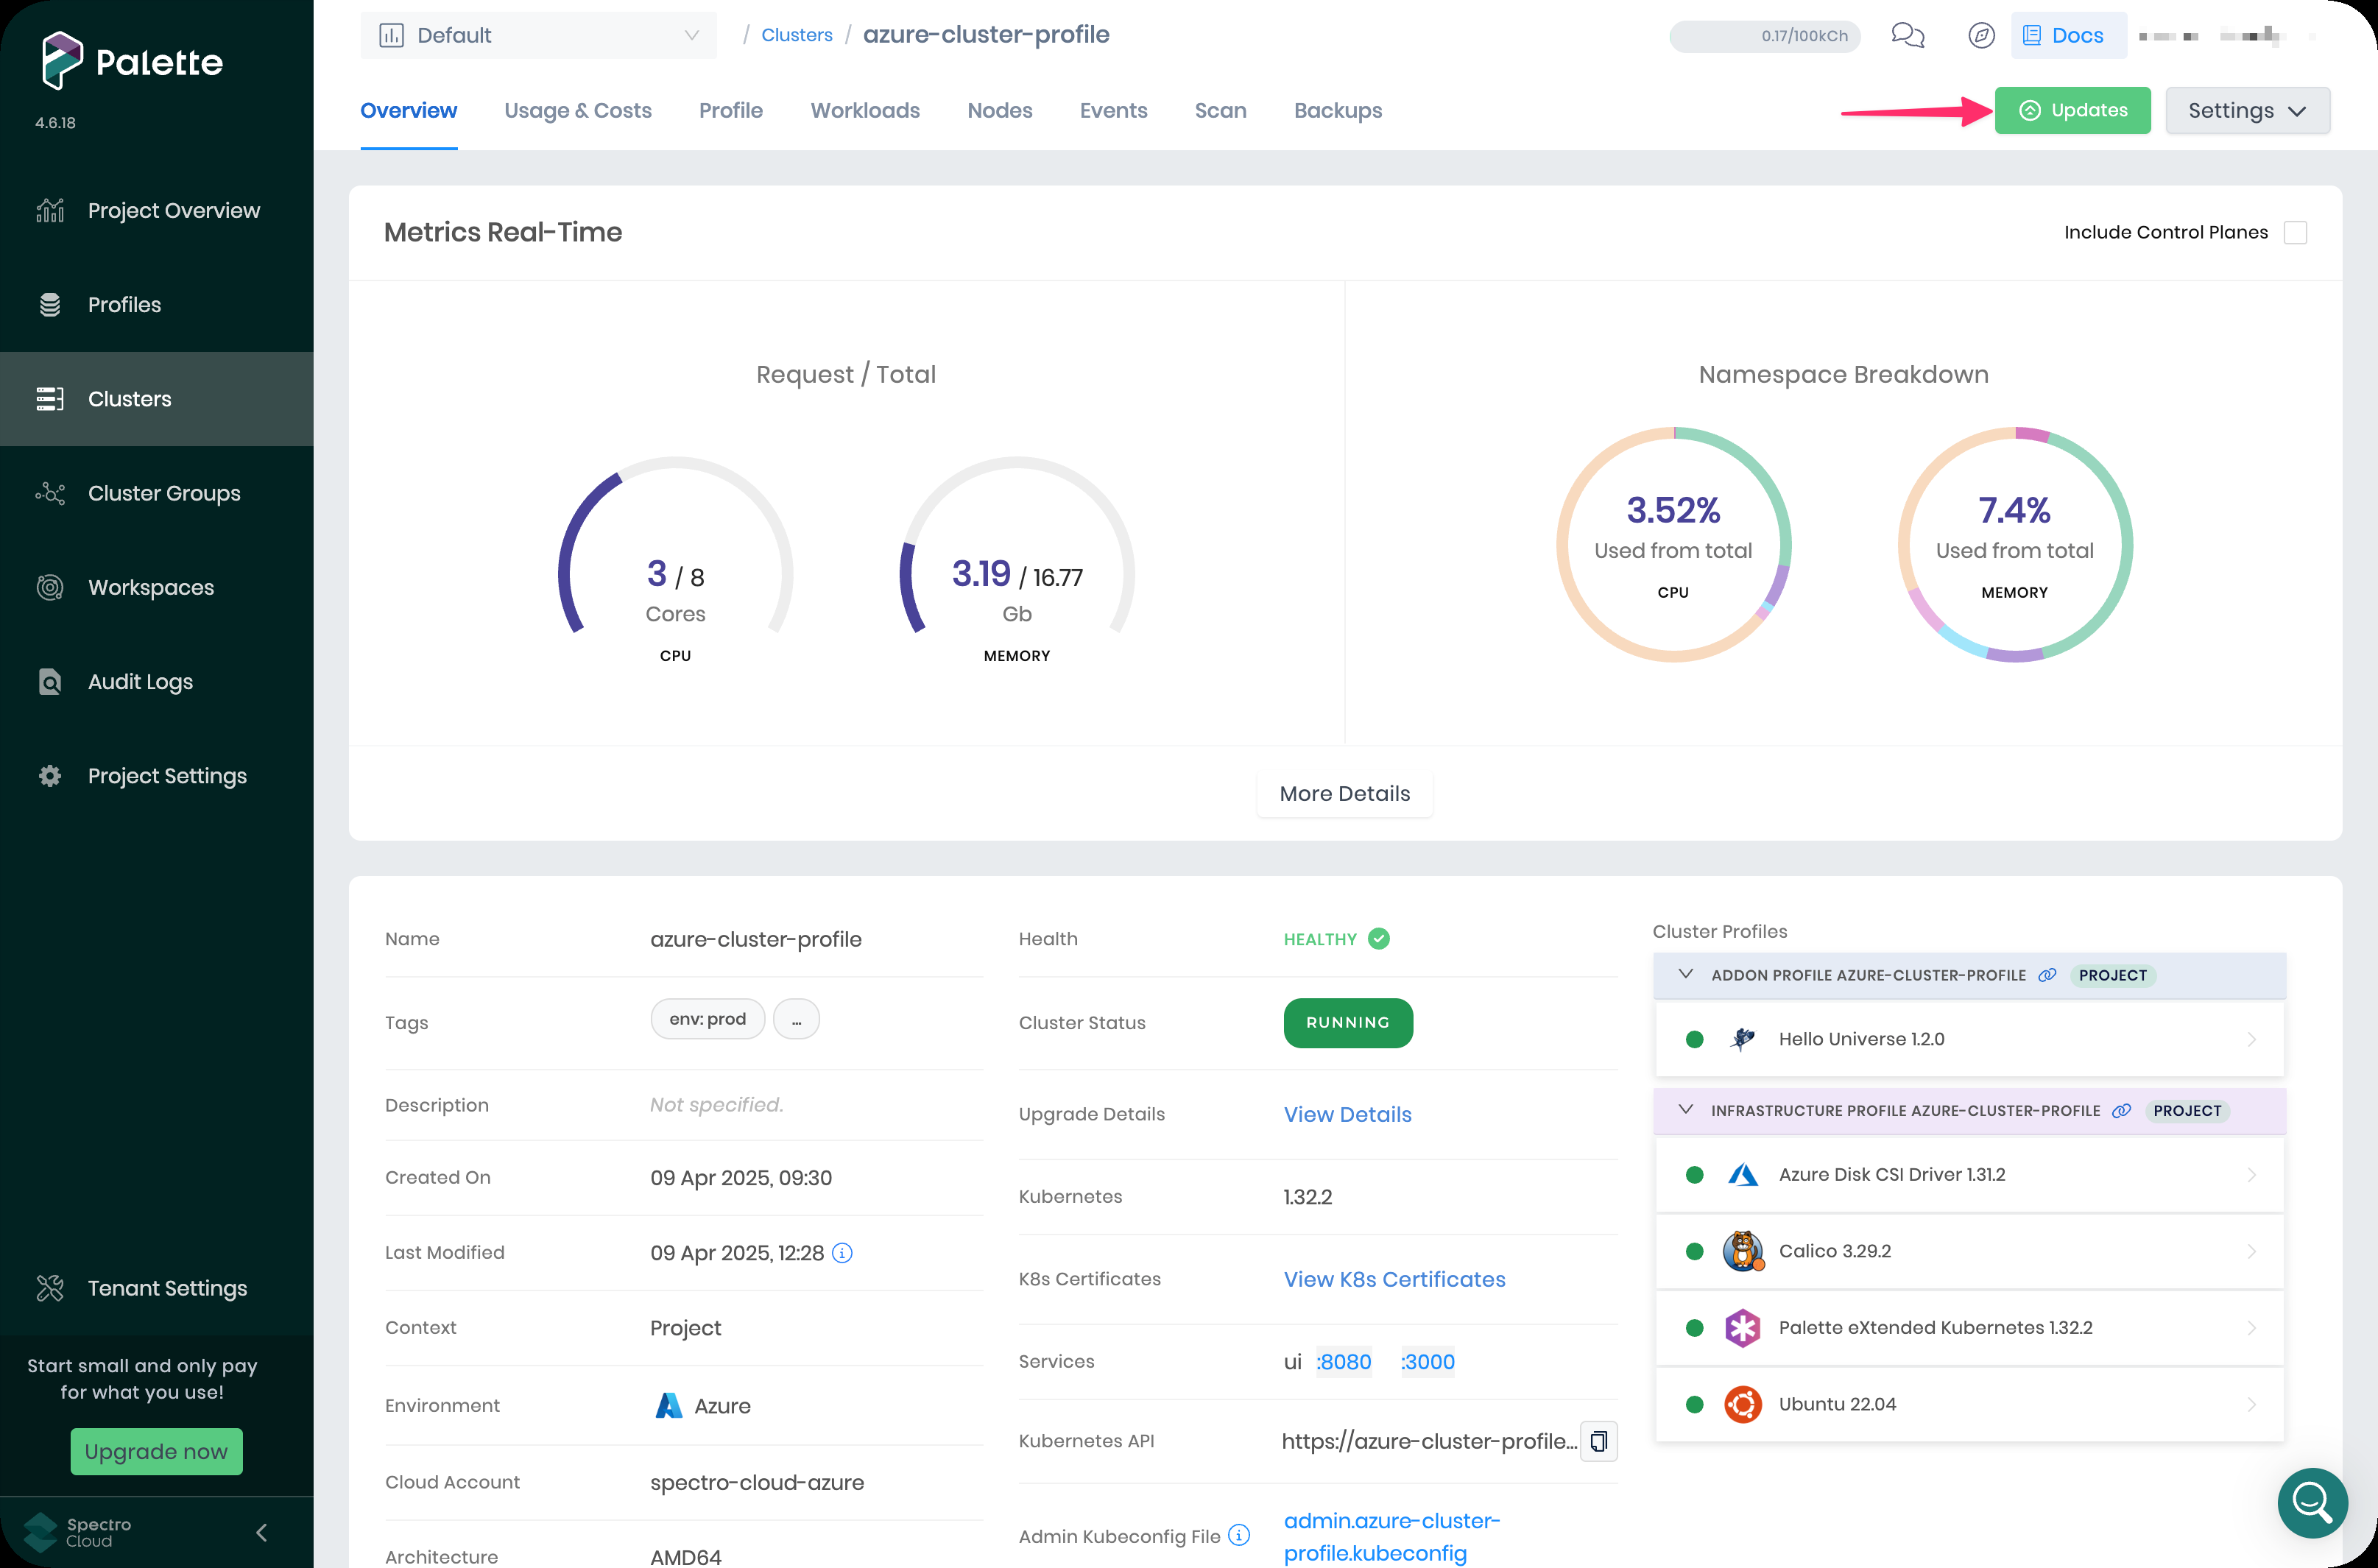 Palette
4.6.18
Project Overview
Profiles
Clusters
Cluster Groups
Workspaces
Audit Logs
Project Settings
Tenant Settings
Start small and only pay
for what you use!
Upgrade now
Spectro
Cloud
Default
/ Clusters / azure-cluster-profile
0.17/100kCh
Docs
Overview
Usage & Costs
Profile
Workloads
Nodes
Events
Scan
Backups
Updates
Settings
Metrics Real-Time
Include Control Planes
Request / Total
3 / 8
Cores
CPU
3.19 / 16.77
Gb
MEMORY
Namespace Breakdown
3.52%
Used from total
CPU
7.4%
Used from total
MEMORY
More Details
Name
azure-cluster-profile
Tags
env: prod
...
Description
Not specified.
Created On
09 Apr 2025, 09:30
Last Modified
09 Apr 2025, 12:28
Context
Project
Environment
Azure
Cloud Account
spectro-cloud-azure
Architecture
AMD64
Health
HEALTHY
Cluster Status
RUNNING
Upgrade Details
View Details
Kubernetes
1.32.2
K8s Certificates
View K8s Certificates
Services
ui :8080 :3000
Kubernetes API
https://azure-cluster-profile...
Admin Kubeconfig File
admin.azure-cluster-
profile.kubeconfig
Cluster Profiles
ADDON PROFILE AZURE-CLUSTER-PROFILE
PROJECT
Hello Universe 1.2.0
INFRASTRUCTURE PROFILE AZURE-CLUSTER-PROFILE
PROJECT
Azure Disk CSI Driver 1.31.2
Calico 3.29.2
Palette eXtended Kubernetes 1.32.2
Ubuntu 22.04